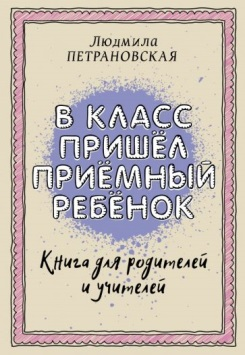 Людмила
ПЕТРАНОВСКАЯ
В КЛАСС
ПРИШЁЛ
ПРИЁМНЫЙ
РЕБЁНОК
Книга для родителей
и учителей